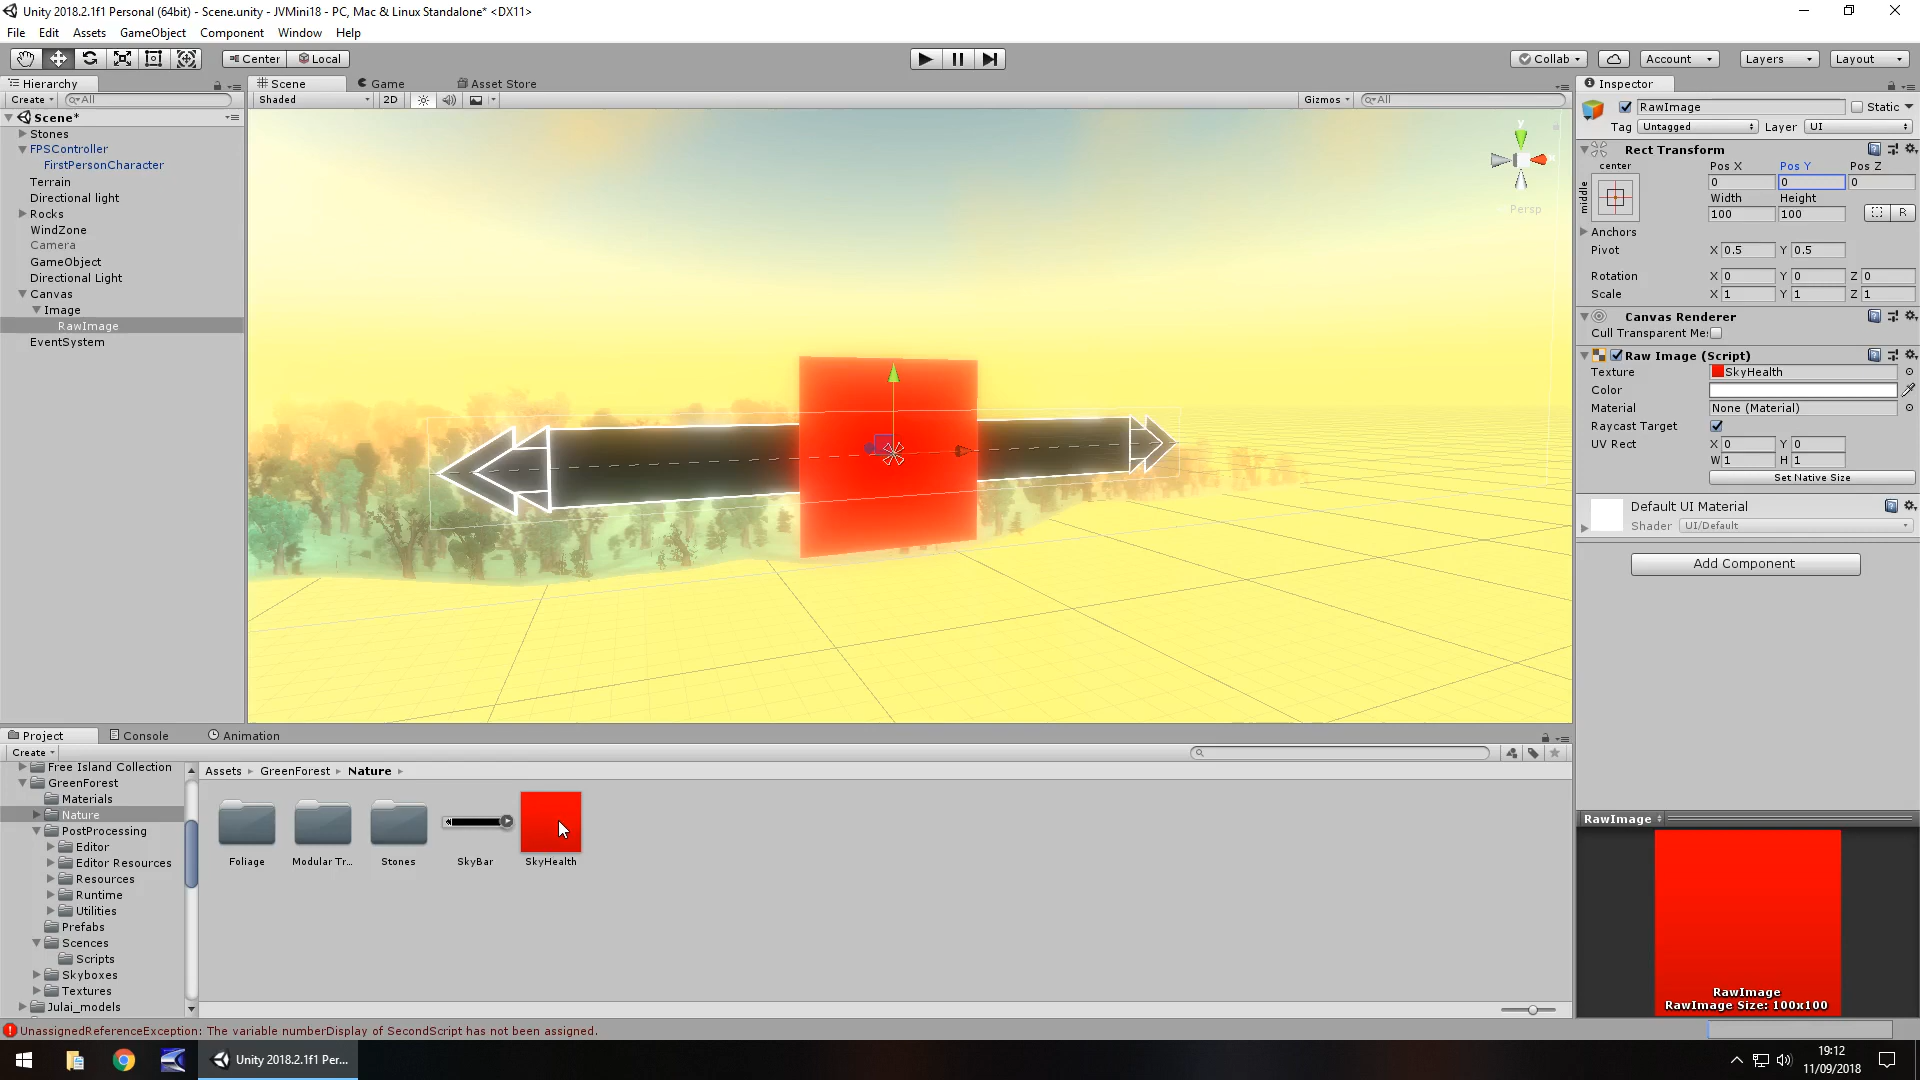 Unity 2018.2.1f1 Personal (64bit) - Scene.unity - JVMini18 - PC, Mac & Linux Standalone* <DX11>
File Edit Assets GameObject Component Window Help
Center Local Collab Account Layers Layout
Hierarchy
Create All
Scene*
Stones
FPSController
FirstPersonCharacter
Terrain
Directional light
Rocks
WindZone
Camera
GameObject
Directional Light
Canvas
Image
RawImage
EventSystem
Scene Game Asset Store
Shaded 2D Gizmos All
y
Persp
Inspector
RawImage Static
Tag Untagged Layer UI
Rect Transform
center Pos X Pos Y Pos Z
middle
0 0 0
Width Height
100 100 R
Anchors
Pivot X 0.5 Y 0.5
Rotation X 0 Y 0 Z 0
Scale X 1 Y 1 Z 1
Canvas Renderer
Cull Transparent Me:
Raw Image (Script)
Texture SkyHealth
Color
Material None (Material)
Raycast Target
UV Rect X 0 Y 0
W 1 H 1
Set Native Size
Default UI Material
Shader UI/Default
Add Component
RawImage
RawImage
RawImage Size: 100x100
Project Console Animation
Create
Free Island Collection
GreenForest
Materials
Nature
PostProcessing
Editor
Editor Resources
Resources
Runtime
Utilities
Prefabs
Scences
Scripts
Skyboxes
Textures
Julai_models
Assets GreenForest Nature
Foliage Modular Tr... Stones SkyBar SkyHealth
UnassignedReferenceException: The variable numberDisplay of SecondScript has not been assigned.
Unity 2018.2.1f1 Per...
19:12
11/09/2018